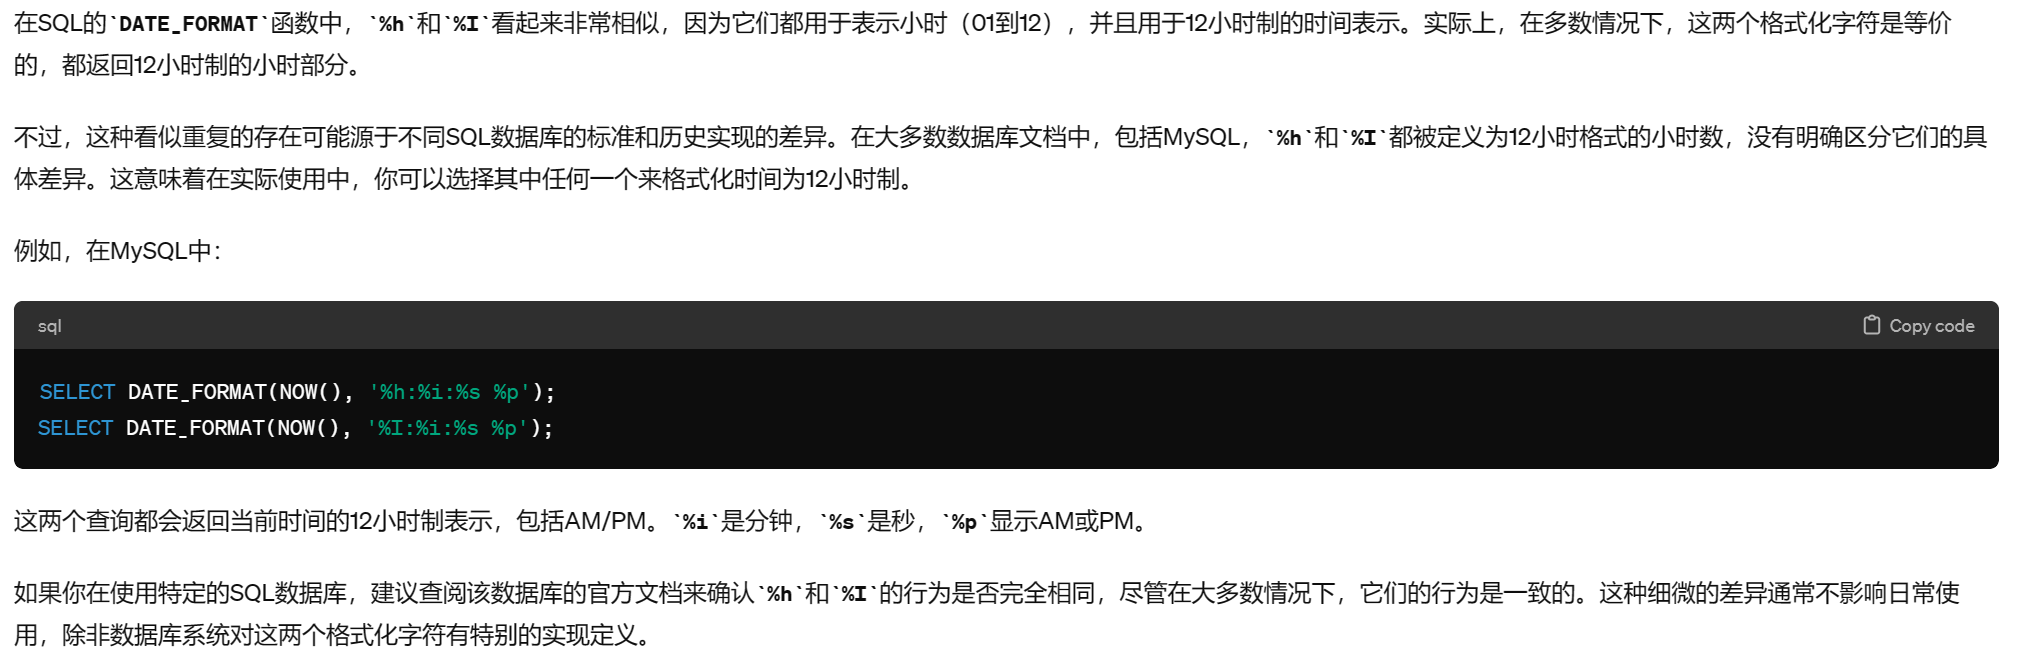 在SQL的`DATE_FORMAT`函数中，`%h`和`%I`看起来非常相似，因为它们都用于表示小时（01到12），并且用于12小时制的时间表示。实际上，在多数情况下，这两个格式化字符是等价
的，都返回12小时制的小时部分。
不过，这种看似重复的存在可能源于不同SQL数据库的标准和历史实现的差异。在大多数数据库文档中，包括MySQL，`%h`和`%I`都被定义为12小时格式的小时数，没有明确区分它们的具
体差异。这意味着在实际使用中，你可以选择其中任何一个来格式化时间为12小时制。
例如，在MySQL中：
sql
Copy code
SELECT DATE_FORMAT(NOW(), '%h:%i:%s %p');
SELECT DATE_FORMAT(NOW(), '%I:%i:%s %p');
这两个查询都会返回当前时间的12小时制表示，包括AM/PM。`%i`是分钟，`%s`是秒，`%p`显示AM或PM。
如果你在使用特定的SQL数据库，建议查阅该数据库的官方文档来确认`%h`和`%I`的行为是否完全相同，尽管在大多数情况下，它们的行为是一致的。这种细微的差异通常不影响日常使
用，除非数据库系统对这两个格式化字符有特别的实现定义。